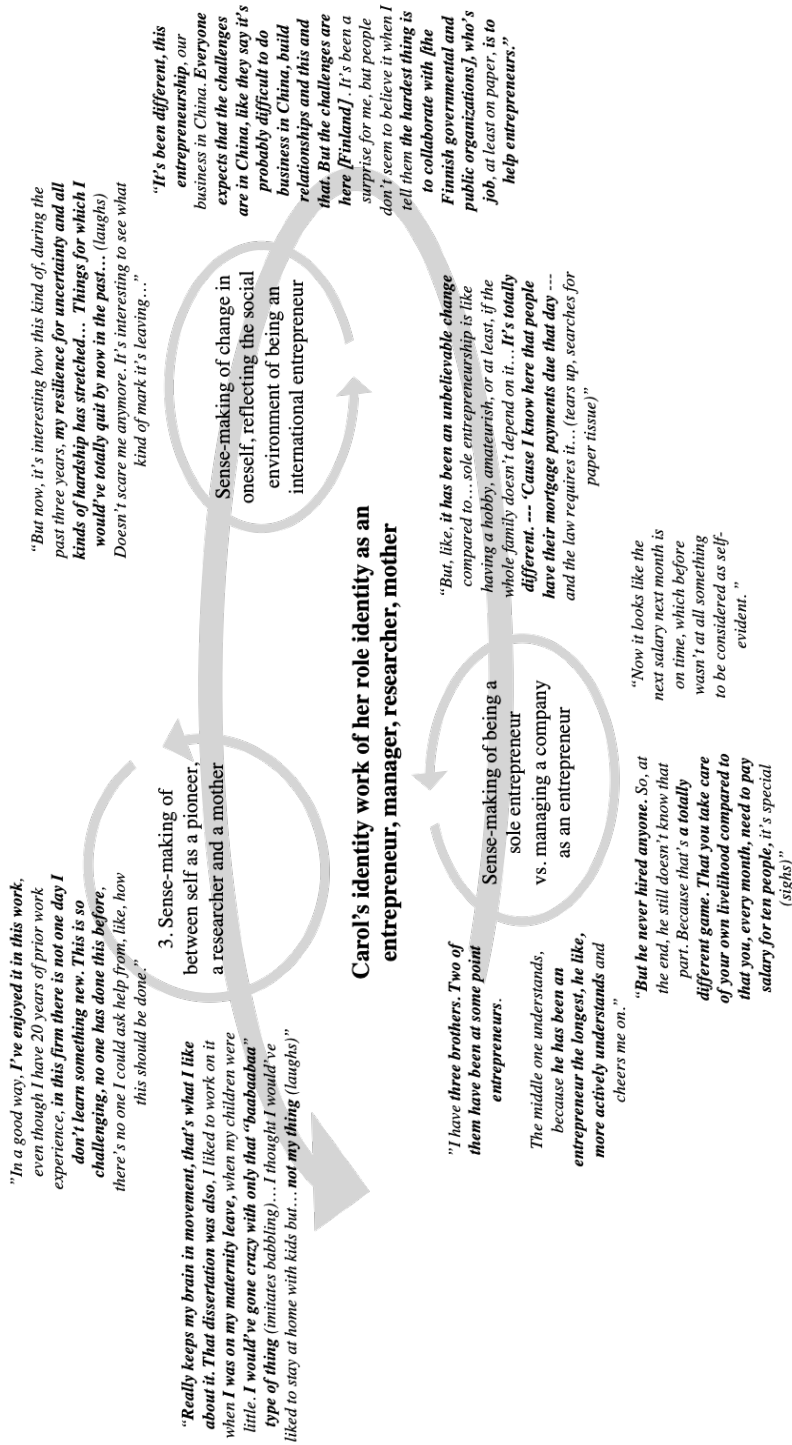 "In a good way, I've enjoyed it in this work,
even though I have 20 years of prior work
experience, in this firm there is not one day I
don't learn something new. This is so
challenging, no one has done this before,
there's no one I could ask help from, like, how
this should be done."
"But now, it's interesting how this kind of, during the
past three years, my resilience for uncertainty and all
kinds of hardship has stretched… Things for which I
would've totally quit by now in the past… (laughs)
Doesn't scare me anymore. It's interesting to see what
kind of mark it's leaving…"
"Really keeps my brain in movement, that's what I like
about it. That dissertation was also, I liked to work on it
when I was on my maternity leave, when my children were
little. I would've gone crazy with only that "baabaabaa"
type of thing (imitates babbling)…I thought I would've
liked to stay at home with kids but… not my thing (laughs)"
3. Sense-making of
between self as a pioneer,
a researcher and a mother
Sense-making of change in
oneself, reflecting the social
environment of being an
international entrepreneur
"It's been different, this
entrepreneurship, our
business in China. Everyone
expects that the challenges
are in China, like they say it's
probably difficult to do
business in China, build
relationships and this and
that. But the challenges are
here [Finland]. It's been a
surprise for me, but people
don't seem to believe it when I
tell them the hardest thing is
to collaborate with [the
Finnish governmental and
public organizations], who's
job, at least on paper, is to
help entrepreneurs."
Carol's identity work of her role identity as an
entrepreneur, manager, researcher, mother
"I have three brothers. Two of
them have been at some point
entrepreneurs.
The middle one understands,
because he has been an
entrepreneur the longest, he like,
more actively understands and
cheers me on."
Sense-making of being a
sole entrepreneur
vs. managing a company
as an entrepreneur
"But, like, it has been an unbelievable change
compared to…sole entrepreneurship is like
having a hobby, amateurish, or at least, if the
whole family doesn't depend on it…It's totally
different. --- 'Cause I know here that people
have their mortgage payments due that day ---
and the law requires it… (tears up, searches for
paper tissue)"
"But he never hired anyone. So, at
the end, he still doesn't know that
part. Because that's a totally
different game. That you take care
of your own livelihood compared to
that you, every month, need to pay
salary for ten people, it's special
(sighs)"
"Now it looks like the
next salary next month is
on time, which before
wasn't at all something
to be considered as self-
evident. "